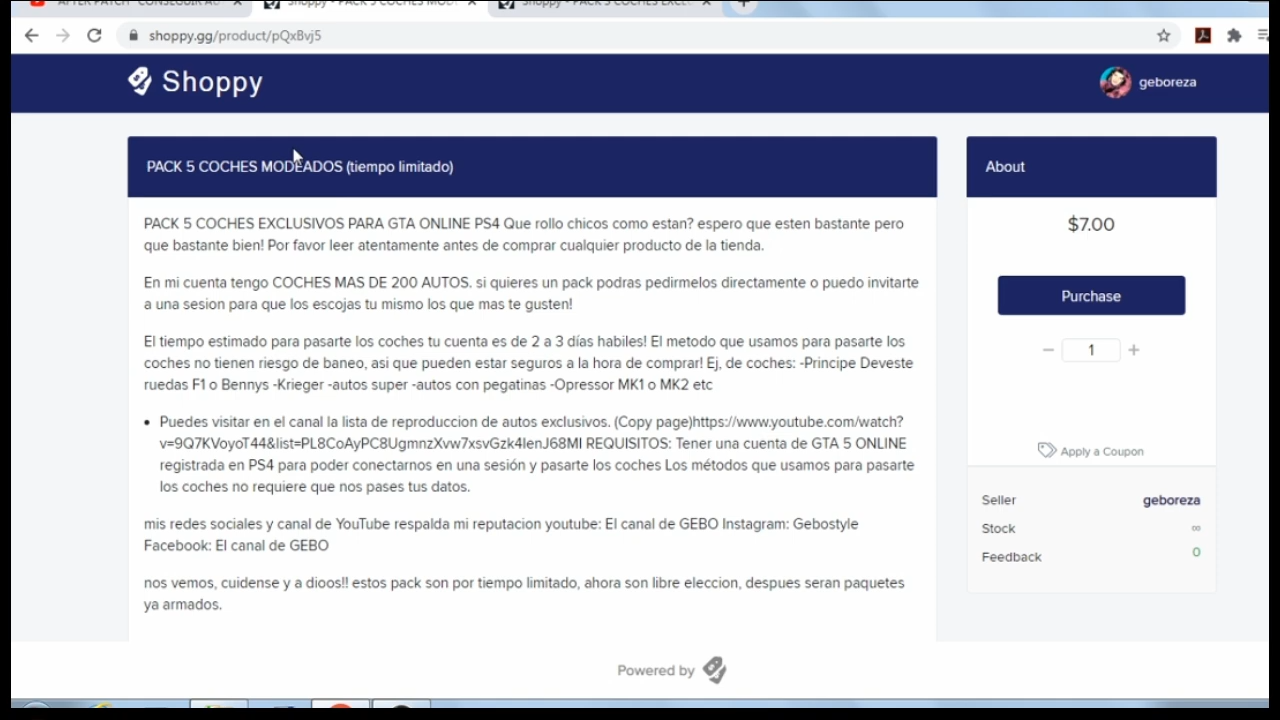 AFTER PATCH
Shoppy - PACK 5 COCHES MOD
Shoppy - PACK 5 COCHES EXCL
shoppy.gg/product/pQxBvj5
Shoppy
geboreza
PACK 5 COCHES MODEADOS (tiempo limitado)
PACK 5 COCHES EXCLUSIVOS PARA GTA ONLINE PS4 Que rollo chicos como estan? espero que esten bastante pero
que bastante bien! Por favor leer atentamente antes de comprar cualquier producto de la tienda.
En mi cuenta tengo COCHES MAS DE 200 AUTOS. si quieres un pack podras pedirmelos directamente o puedo invitarte
a una sesion para que los escojas tu mismo los que mas te gusten!
El tiempo estimado para pasarte los coches tu cuenta es de 2 a 3 días habiles! El metodo que usamos para pasarte los
coches no tienen riesgo de baneo, asi que pueden estar seguros a la hora de comprar! Ej, de coches: -Principe Deveste
ruedas F1 o Bennys -Krieger -autos super -autos con pegatinas -Opressor MK1 o MK2 etc
• Puedes visitar en el canal la lista de reproduccion de autos exclusivos. (Copy page)https://www.youtube.com/watch?
v=9Q7KVoyoT44&list=PL8CoAyPC8UgmnzXvw7xsvGzk4lenJ68MI REQUISITOS: Tener una cuenta de GTA 5 ONLINE
registrada en PS4 para poder conectarnos en una sesión y pasarte los coches Los métodos que usamos para pasarte
los coches no requiere que nos pases tus datos.
mis redes sociales y canal de YouTube respalda mi reputacion youtube: El canal de GEBO Instagram: Gebostyle
Facebook: El canal de GEBO
nos vemos, cuidense y a dioos!! estos pack son por tiempo limitado, ahora son libre eleccion, despues seran paquetes
ya armados.
About
$7.00
Purchase
− 1 +
Apply a Coupon
Seller geboreza
Stock ∞
Feedback 0
Powered by